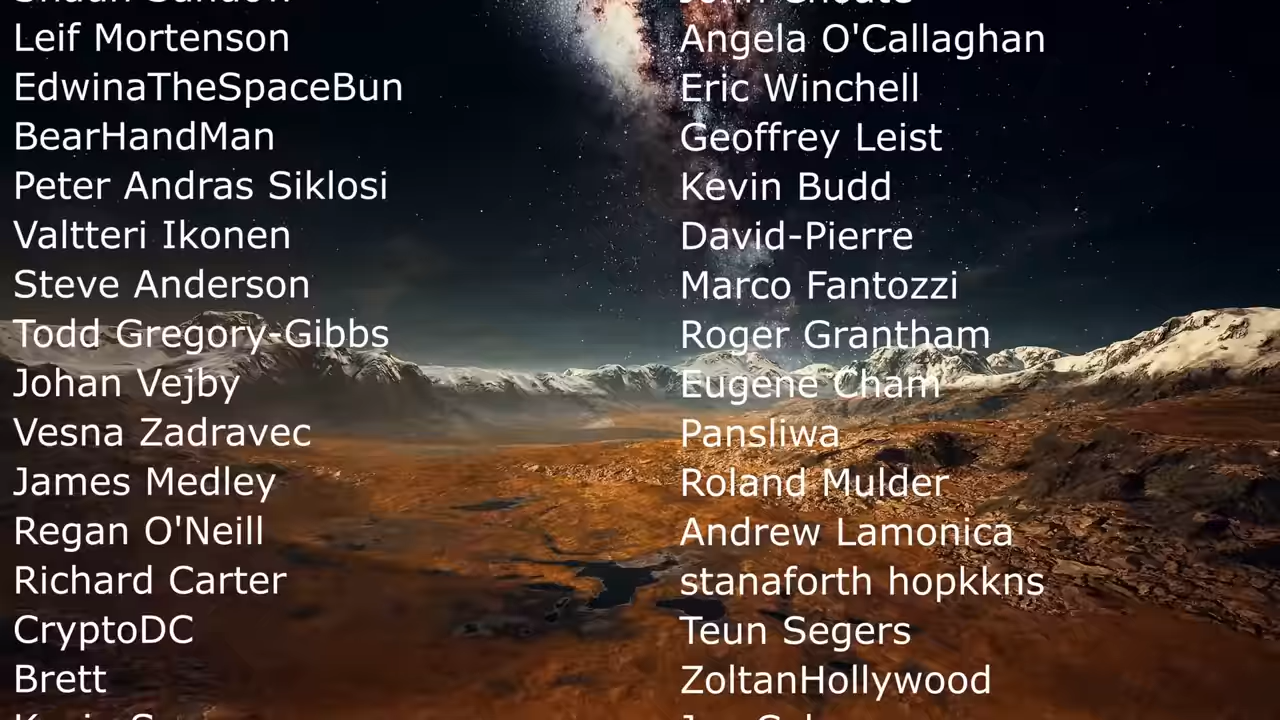 Leif Mortenson
EdwinaTheSpaceBun
BearHandMan
Peter Andras Siklosi
Valtteri Ikonen
Steve Anderson
Todd Gregory-Gibbs
Johan Vejby
Vesna Zadravec
James Medley
Regan O'Neill
Richard Carter
CryptoDC
Brett
Angela O'Callaghan
Eric Winchell
Geoffrey Leist
Kevin Budd
David-Pierre
Marco Fantozzi
Roger Grantham
Eugene Cham
Pansliwa
Roland Mulder
Andrew Lamonica
stanaforth hopkkns
Teun Segers
ZoltanHollywood